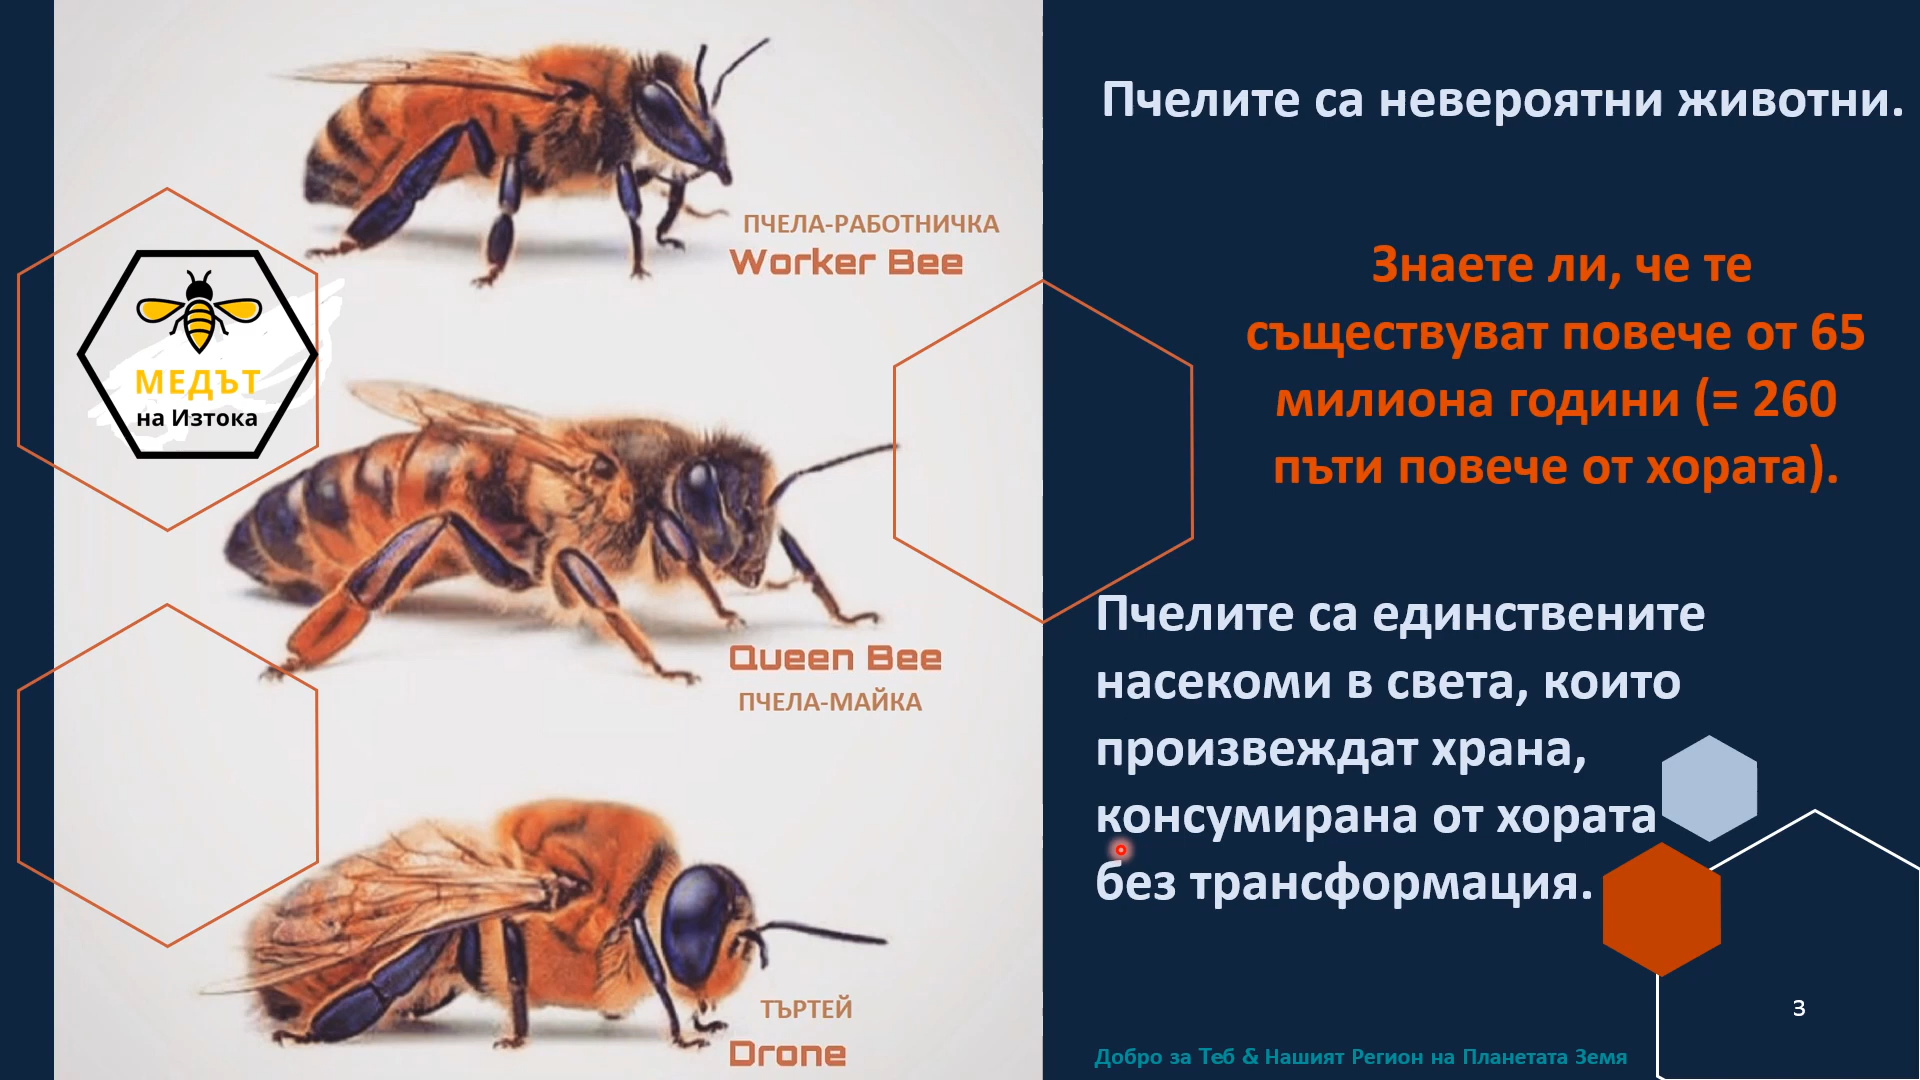 ПЧЕЛА-РАБОТНИЧКА
Worker Bee
МЕДЪТ
на Изтока
Queen Bee
ПЧЕЛА-МАЙКА
ТЪРТЕЙ
Drone
Пчелите са невероятни животни.
Знаете ли, че те
съществуват повече от 65
милиона години (= 260
пъти повече от хората).
Пчелите са единствените
насекоми в света, които
произвеждат храна,
консумирана от хората
без трансформация.
3
Добро за Теб & Нашият Регион на Планетата Земя